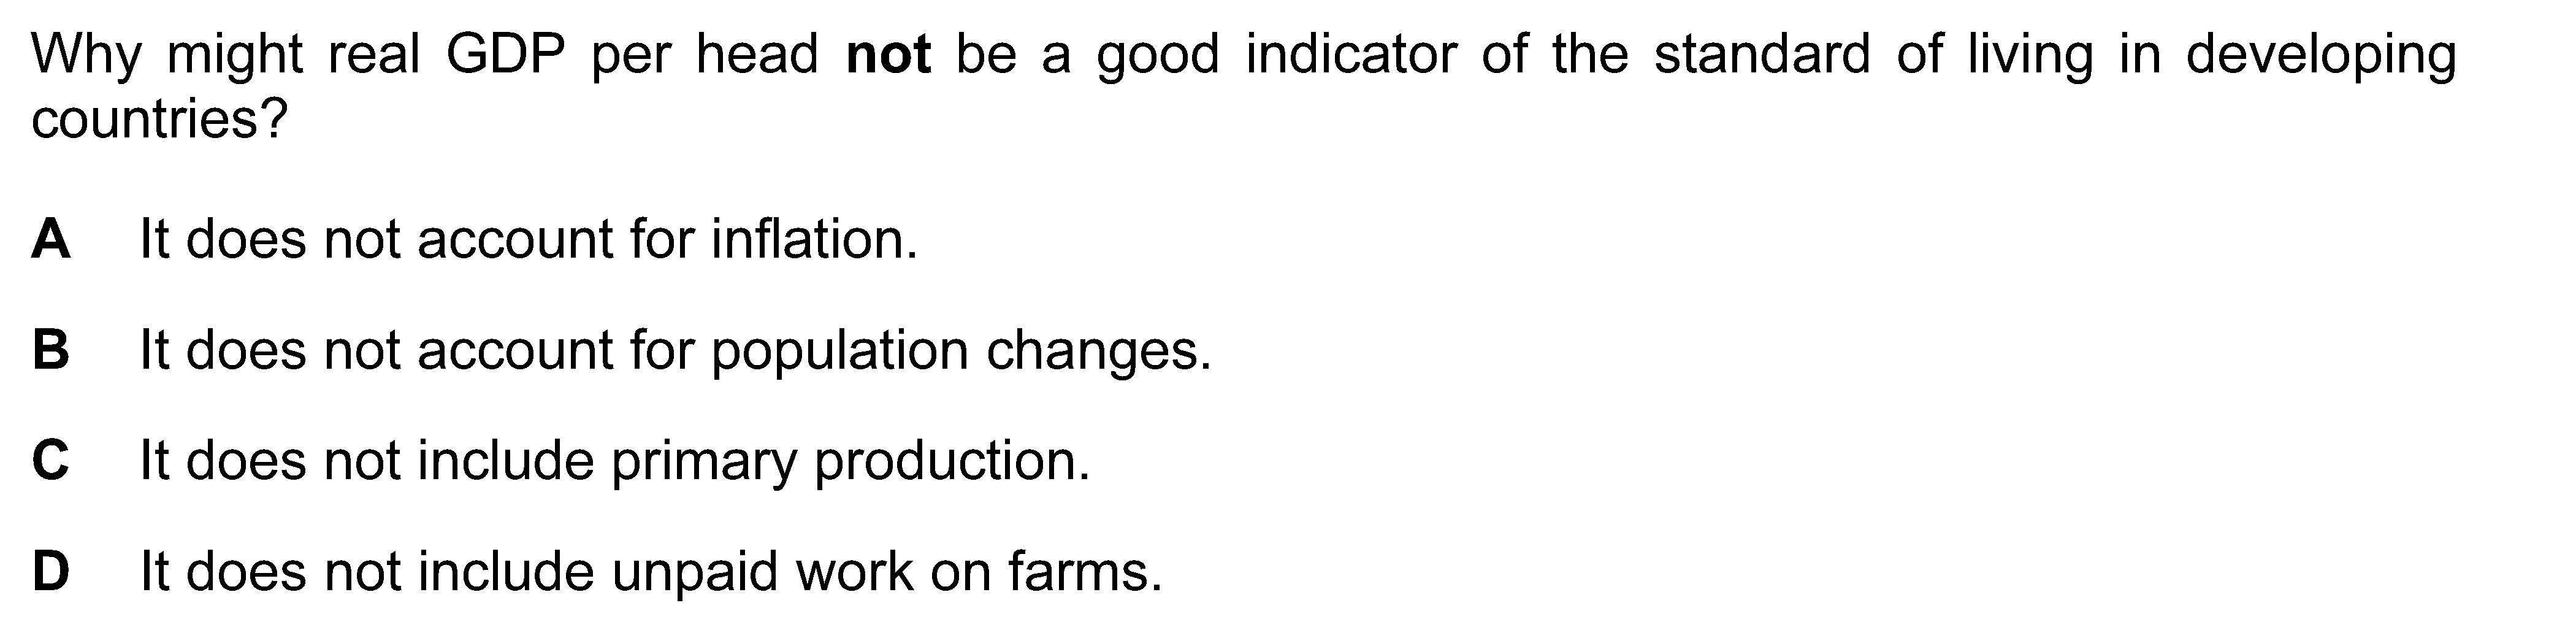 Why might real GDP per head not be a good indicator of the standard of living in developing
countries?
A It does not account for inflation.
B It does not account for population changes.
C It does not include primary production.
D It does not include unpaid work on farms.